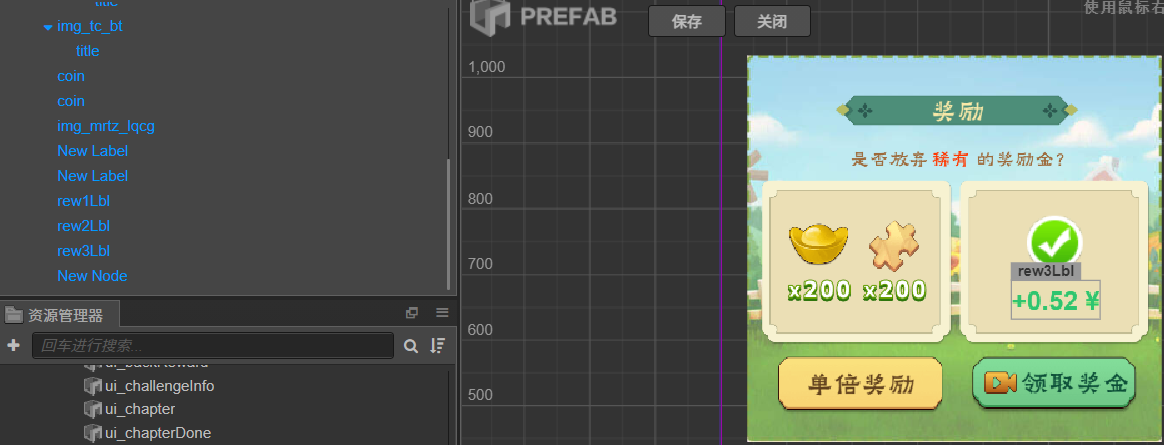 title
img_tc_bt
title
coin
coin
img_mrtz_lqcg
New Label
New Label
rew1Lbl
rew2Lbl
rew3Lbl
New Node
资源管理器
回车进行搜索...
ui_challengeInfo
ui_chapter
ui_chapterDone
PREFAB
保存
关闭
使用鼠标右
1,000
900
800
700
600
500
奖励
是否放弃 稀有 的奖励金？
x200
x200
rew3Lbl
+0.52 ¥
单倍奖励
领取奖金